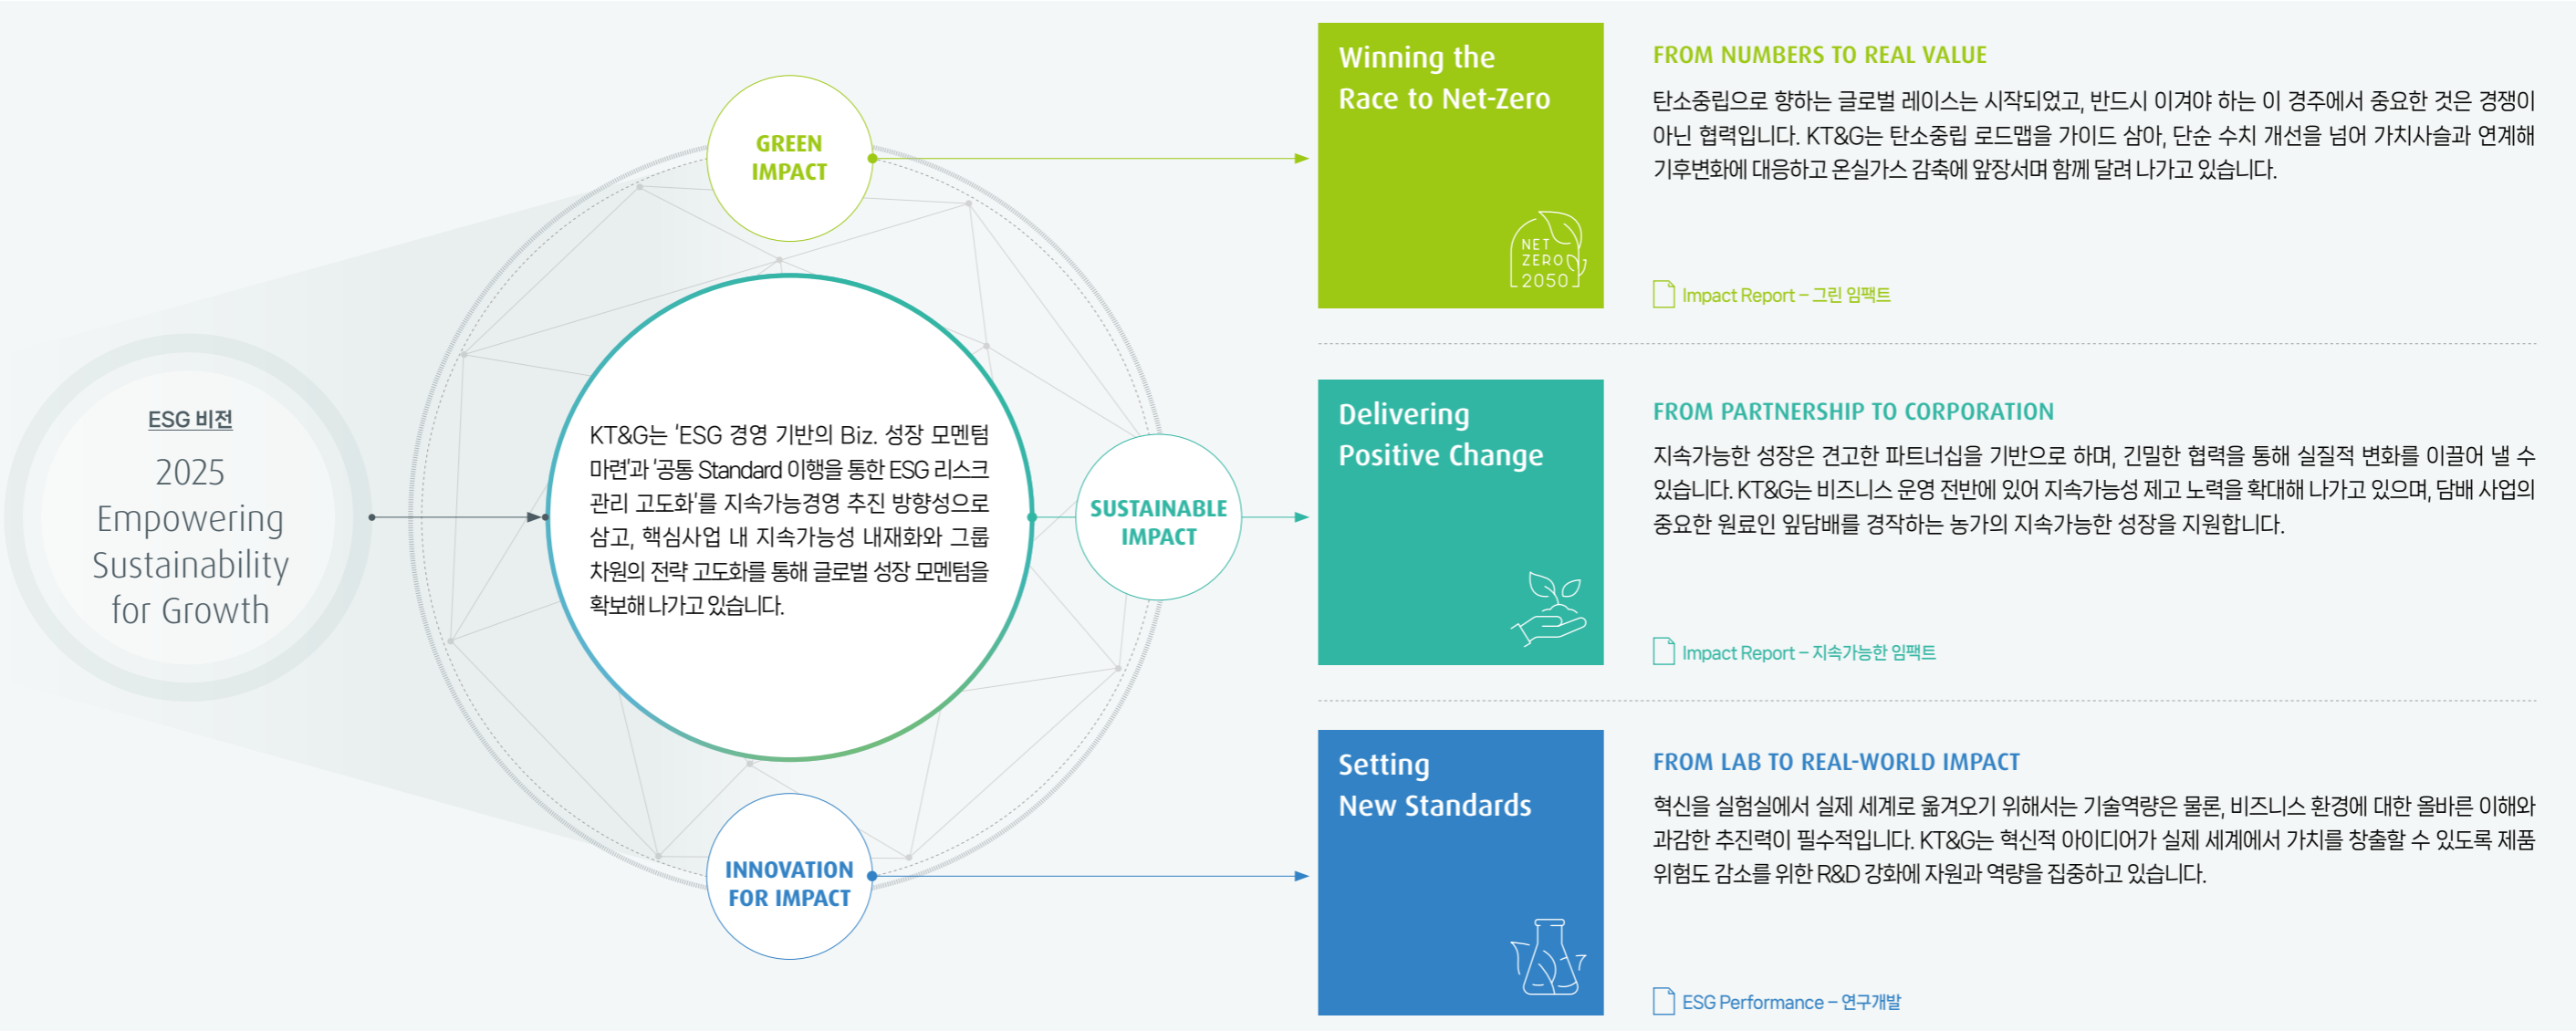 ESG 비전
2025
Empowering
Sustainability
for Growth
KT&G는 ‘ESG 경영 기반의 Biz. 성장 모멘텀
마련’과 ‘공통 Standard 이행을 통한 ESG 리스크
관리 고도화’를 지속가능경영 추진 방향성으로
삼고, 핵심사업 내 지속가능성 내재화와 그룹
차원의 전략 고도화를 통해 글로벌 성장 모멘텀을
확보해 나가고 있습니다.
GREEN
IMPACT
Winning the
Race to Net-Zero
NET
ZERO
2050
FROM NUMBERS TO REAL VALUE
탄소중립으로 향하는 글로벌 레이스는 시작되었고, 반드시 이겨야 하는 이 경주에서 중요한 것은 경쟁이
아닌 협력입니다. KT&G는 탄소중립 로드맵을 가이드 삼아, 단순 수치 개선을 넘어 가치사슬과 연계해
기후변화에 대응하고 온실가스 감축에 앞장서며 함께 달려 나가고 있습니다.
Impact Report – 그린 임팩트
SUSTAINABLE
IMPACT
Delivering
Positive Change
FROM PARTNERSHIP TO CORPORATION
지속가능한 성장은 견고한 파트너십을 기반으로 하며, 긴밀한 협력을 통해 실질적 변화를 이끌어 낼 수
있습니다. KT&G는 비즈니스 운영 전반에 있어 지속가능성 제고 노력을 확대해 나가고 있으며, 담배 사업의
중요한 원료인 잎담배를 경작하는 농가의 지속가능한 성장을 지원합니다.
Impact Report – 지속가능한 임팩트
INNOVATION
FOR IMPACT
Setting
New Standards
FROM LAB TO REAL-WORLD IMPACT
혁신을 실험실에서 실제 세계로 옮겨오기 위해서는 기술역량은 물론, 비즈니스 환경에 대한 올바른 이해와
과감한 추진력이 필수적입니다. KT&G는 혁신적 아이디어가 실제 세계에서 가치를 창출할 수 있도록 제품
위험도 감소를 위한 R&D 강화에 자원과 역량을 집중하고 있습니다.
ESG Performance – 연구개발